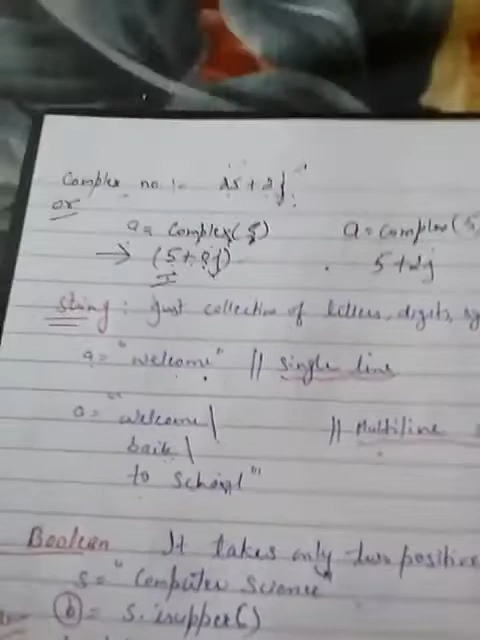 Complex no :- 25+2j
or
a = complex(5) a = complex(5
→ (5+0j) 5+2j
String : just collection of letters, digits, sy
a = "welcome" // single line
a = "'welcome\ // Multiline
back\
to school"'
Boolean It takes only two positive
s = "Computer Science"
b = s.isupper()